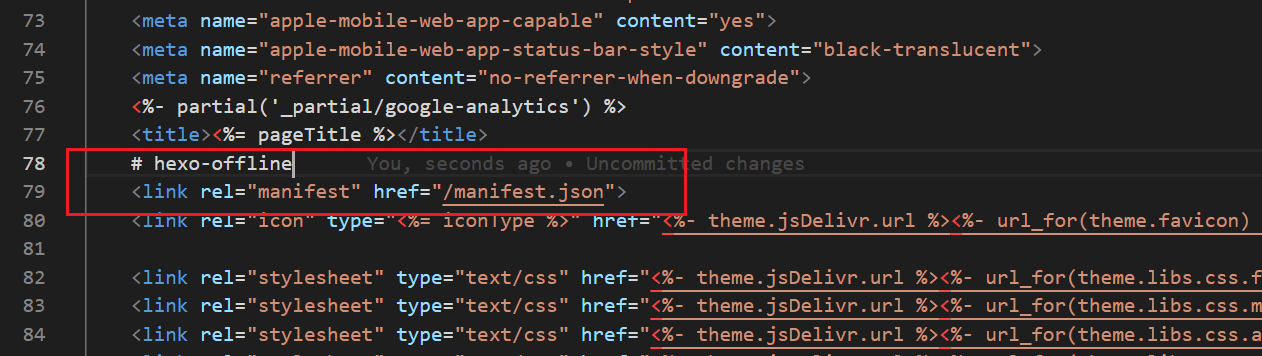 73 <meta name="apple-mobile-web-app-capable" content="yes">
74 <meta name="apple-mobile-web-app-status-bar-style" content="black-translucent">
75 <meta name="referrer" content="no-referrer-when-downgrade">
76 <%- partial('_partial/google-analytics') %>
77 <title><%= pageTitle %></title>
78 # hexo-offline You, seconds ago • Uncommitted changes
79 <link rel="manifest" href="/manifest.json">
80 <link rel="icon" type="<%= iconType %>" href="<%- theme.jsDelivr.url %><%- url_for(theme.favicon)
81
82 <link rel="stylesheet" type="text/css" href="<%- theme.jsDelivr.url %><%- url_for(theme.libs.css.f
83 <link rel="stylesheet" type="text/css" href="<%- theme.jsDelivr.url %><%- url_for(theme.libs.css.m
84 <link rel="stylesheet" type="text/css" href="<%- theme.jsDelivr.url %><%- url_for(theme.libs.css.a